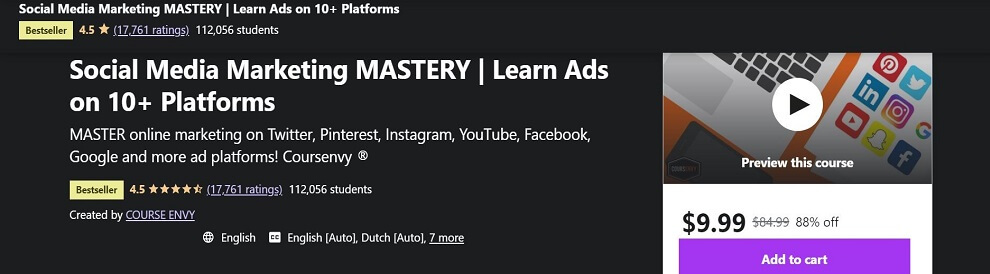 Social Media Marketing MASTERY | Learn Ads on 10+ Platforms
Bestseller 4.5 (17,761 ratings) 112,056 students
Social Media Marketing MASTERY | Learn Ads
on 10+ Platforms
MASTER online marketing on Twitter, Pinterest, Instagram, YouTube, Facebook,
Google and more ad platforms! Coursenvy ®
Bestseller 4.5 (17,761 ratings) 112,056 students
Created by COURSE ENVY
English CC English [Auto], Dutch [Auto], 7 more
Preview this course
$9.99 $84.99 88% off
Add to cart